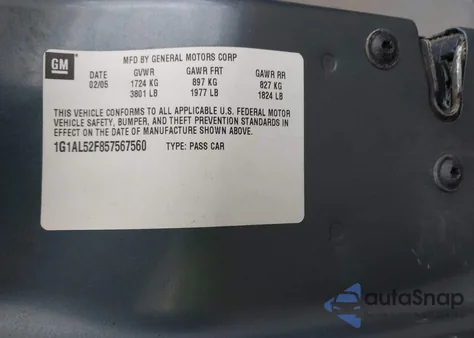 GM
MFD BY GENERAL MOTORS CORP
DATE GVWR GAWR FRT GAWR RR
02/05 1724 KG 897 KG 827 KG
3801 LB 1977 LB 1824 LB
THIS VEHICLE CONFORMS TO ALL APPLICABLE U.S. FEDERAL MOTOR
VEHICLE SAFETY, BUMPER, AND THEFT PREVENTION STANDARDS IN
EFFECT ON THE DATE OF MANUFACTURE SHOWN ABOVE.
1G1AL52F857567560 TYPE: PASS CAR
autoSnap